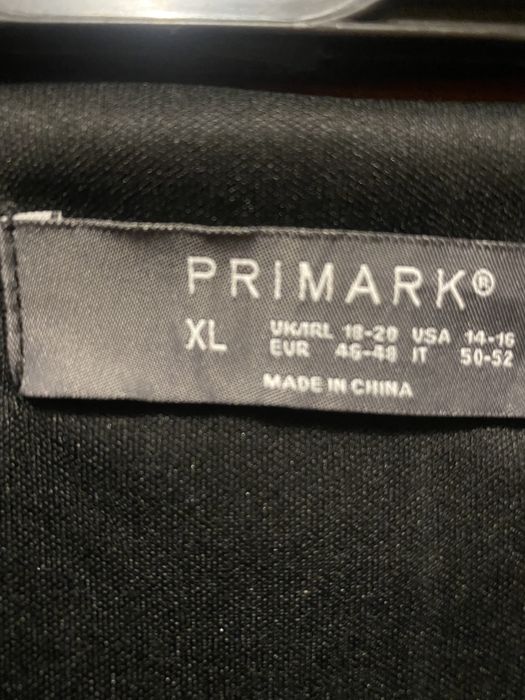 PRIMARK®
XL UK/IRL 18-20 USA 14-16
EUR 46-48 IT 50-52
MADE IN CHINA